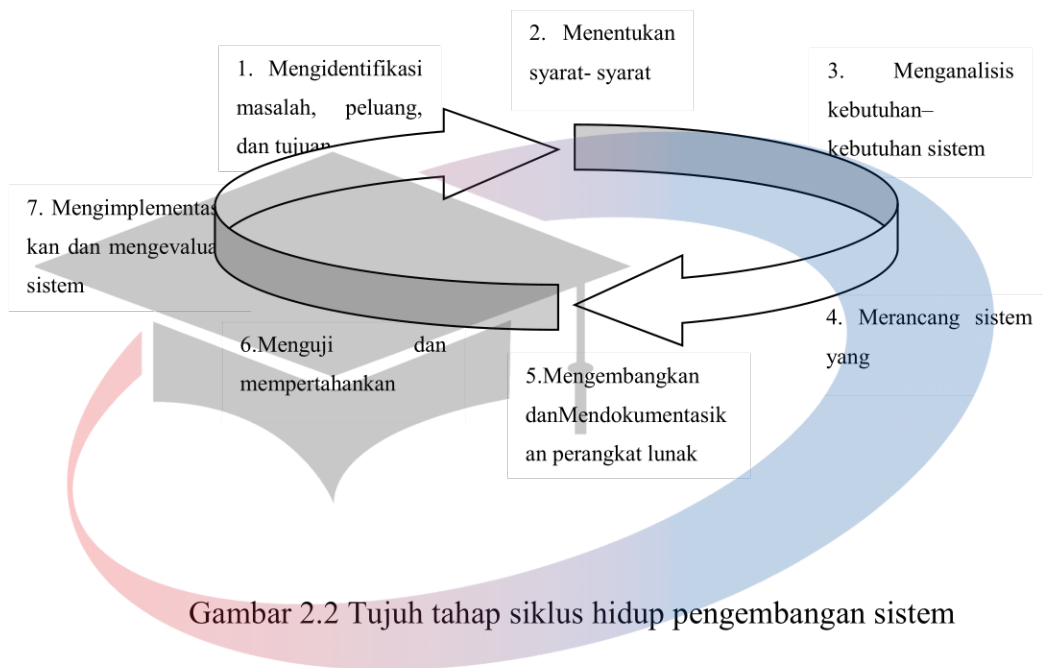 1. Mengidentifikasi
masalah, peluang,
dan tujuan
2. Menentukan
syarat- syarat
3. Menganalisis
kebutuhan–
kebutuhan sistem
4. Merancang sistem
yang
5.Mengembangkan
danMendokumentasik
an perangkat lunak
6.Menguji dan
mempertahankan
7. Mengimplementas
kan dan mengevalua
sistem
Gambar 2.2 Tujuh tahap siklus hidup pengembangan sistem